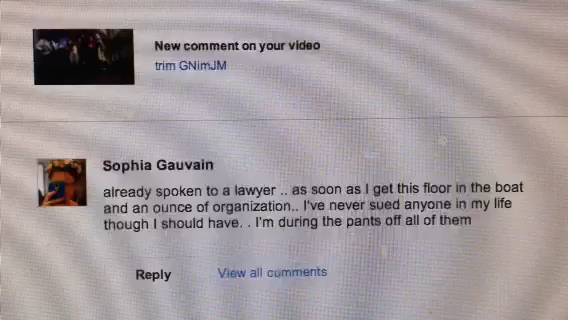 New comment on your video
trim GNimJM
Sophia Gauvain
already spoken to a lawyer .. as soon as I get this floor in the boat
and an ounce of organization.. I've never sued anyone in my life
though I should have. . I'm during the pants off all of them
Reply
View all comments